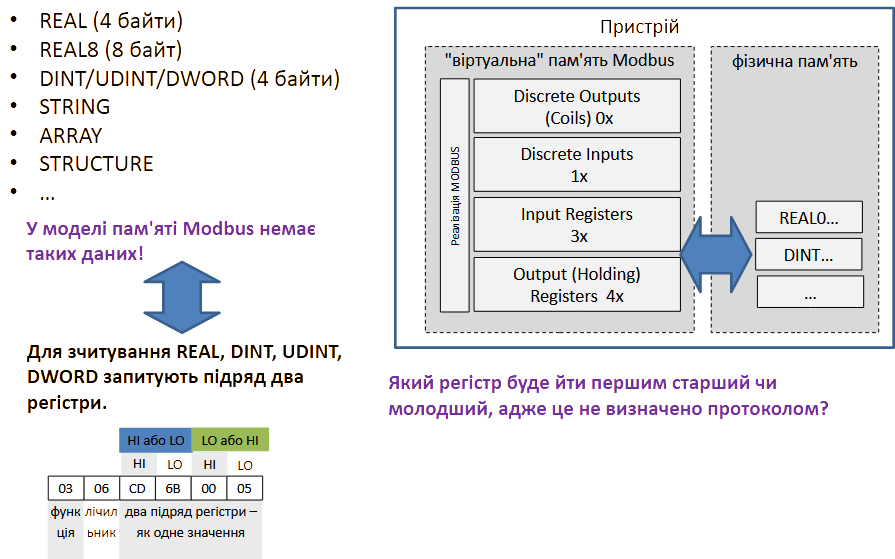 • REAL (4 байти)
• REAL8 (8 байт)
• DINT/UDINT/DWORD (4 байти)
• STRING
• ARRAY
• STRUCTURE
• ...
У моделі пам'яті Modbus немає
таких даних!
Для зчитування REAL, DINT, UDINT,
DWORD запитують підряд два
регістри.
HI або LO LO або HI
HI LO HI LO
03 06 CD 6B 00 05
функ
ція
лічил
ьник
два підряд регістри –
як одне значення
Пристрій
"віртуальна" пам'ять Modbus
Реалізація MODBUS
Discrete Outputs
(Coils) 0x
Discrete Inputs
1x
Input Registers
3x
Output (Holding)
Registers 4x
фізична пам'ять
REAL0...
DINT...
...
Який регістр буде йти першим старший чи
молодший, адже це не визначено протоколом?